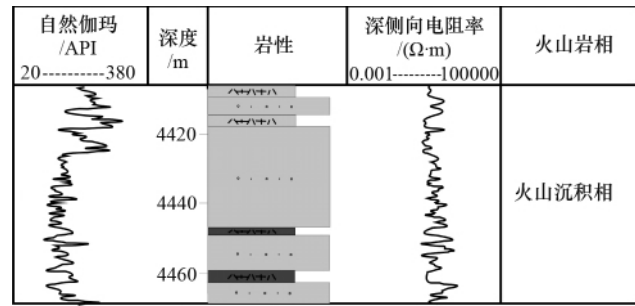 自然伽玛
/API
20----------380
深度
/m
岩性
深侧向电阻率
/(Ω·m)
0.001---------100000
火山岩相
4420
4440
4460
火山沉积相